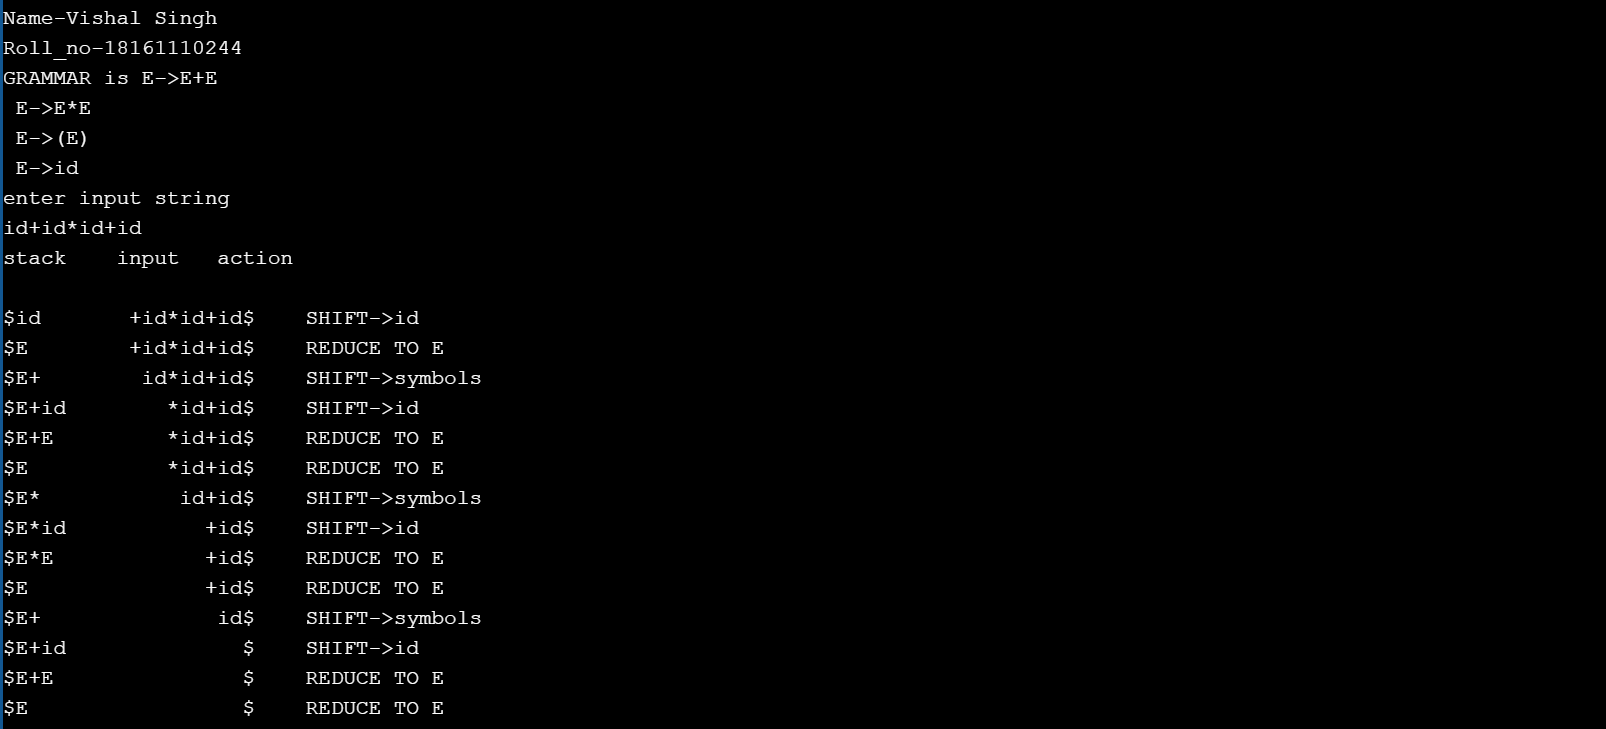 Name-Vishal Singh
Roll_no-18161110244
GRAMMAR is E->E+E
 E->E*E
 E->(E)
 E->id
enter input string
id+id*id+id
stack    input   action

$id       +id*id+id$    SHIFT->id
$E        +id*id+id$    REDUCE TO E
$E+        id*id+id$    SHIFT->symbols
$E+id        *id+id$    SHIFT->id
$E+E         *id+id$    REDUCE TO E
$E           *id+id$    REDUCE TO E
$E*           id+id$    SHIFT->symbols
$E*id           +id$    SHIFT->id
$E*E            +id$    REDUCE TO E
$E              +id$    REDUCE TO E
$E+              id$    SHIFT->symbols
$E+id              $    SHIFT->id
$E+E               $    REDUCE TO E
$E                 $    REDUCE TO E